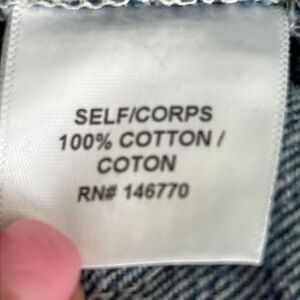 SELF/CORPS
100% COTTON /
COTON
RN# 146770